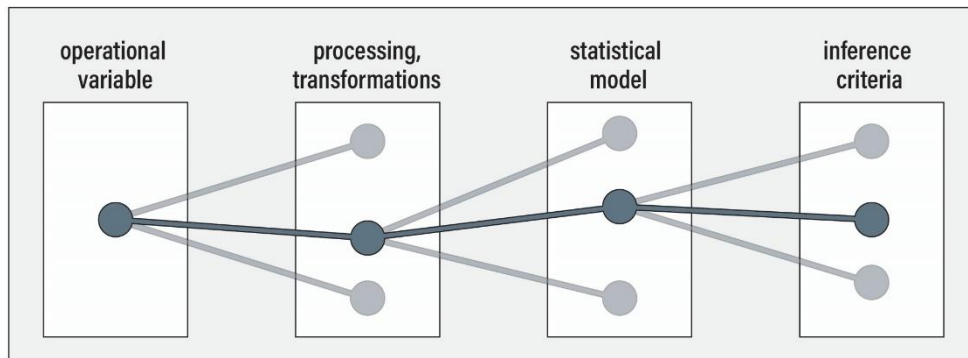 operational
variable
processing,
transformations
statistical
model
inference
criteria